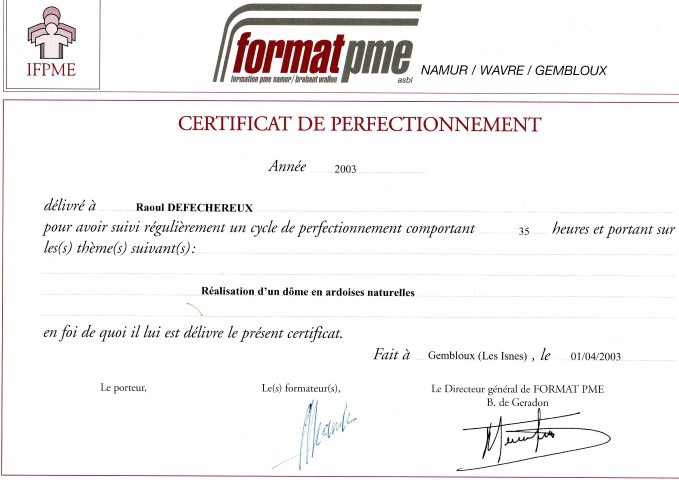 IFPME
formatpme
formation pme namur/brabant wallon
asbl
NAMUR / WAVRE / GEMBLOUX
CERTIFICAT DE PERFECTIONNEMENT
Année 2003
délivré à Raoul DEFECHEREUX
pour avoir suivi régulièrement un cycle de perfectionnement comportant 35 heures et portant sur
les(s) thème(s) suivant(s):
Réalisation d'un dôme en ardoises naturelles
en foi de quoi il lui est délivre le présent certificat.
Fait à Gembloux (Les Isnes) , le 01/04/2003
Le porteur, Le(s) formateur(s), Le Directeur général de FORMAT PME
B. de Geradon